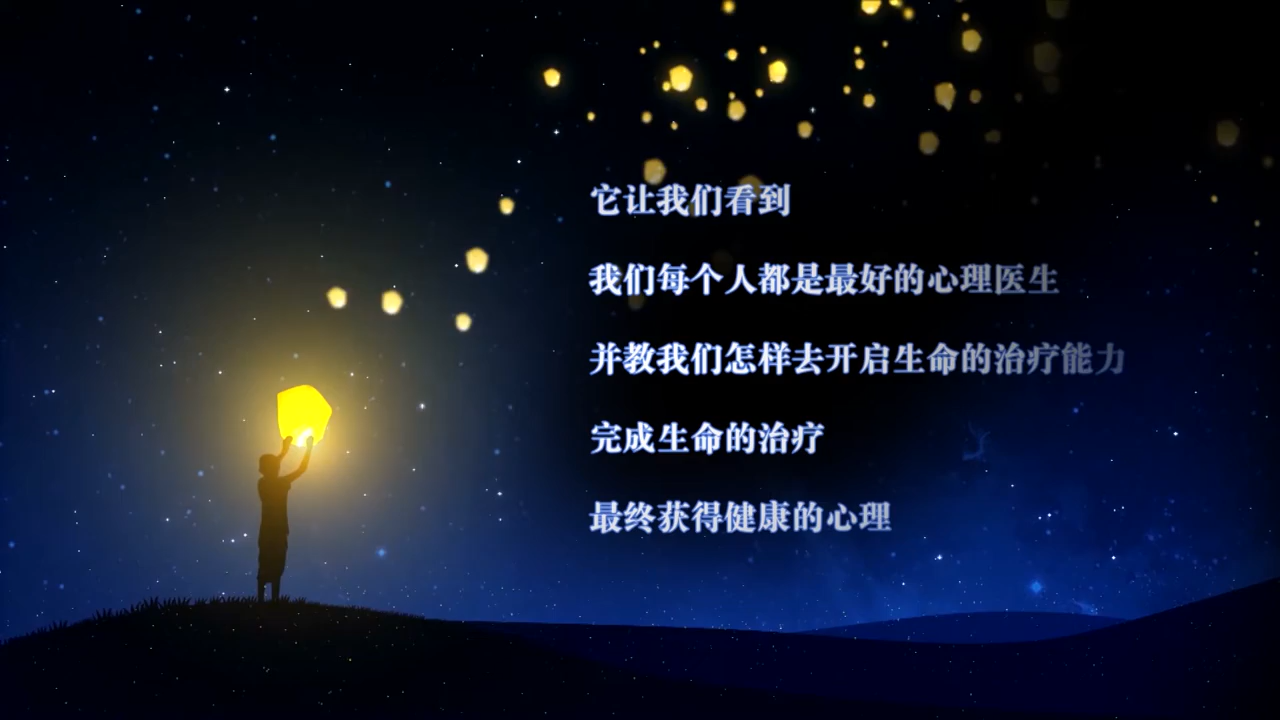 它让我们看到
我们每个人都是最好的心理医生
并教我们怎样去开启生命的治疗能力
完成生命的治疗
最终获得健康的心理